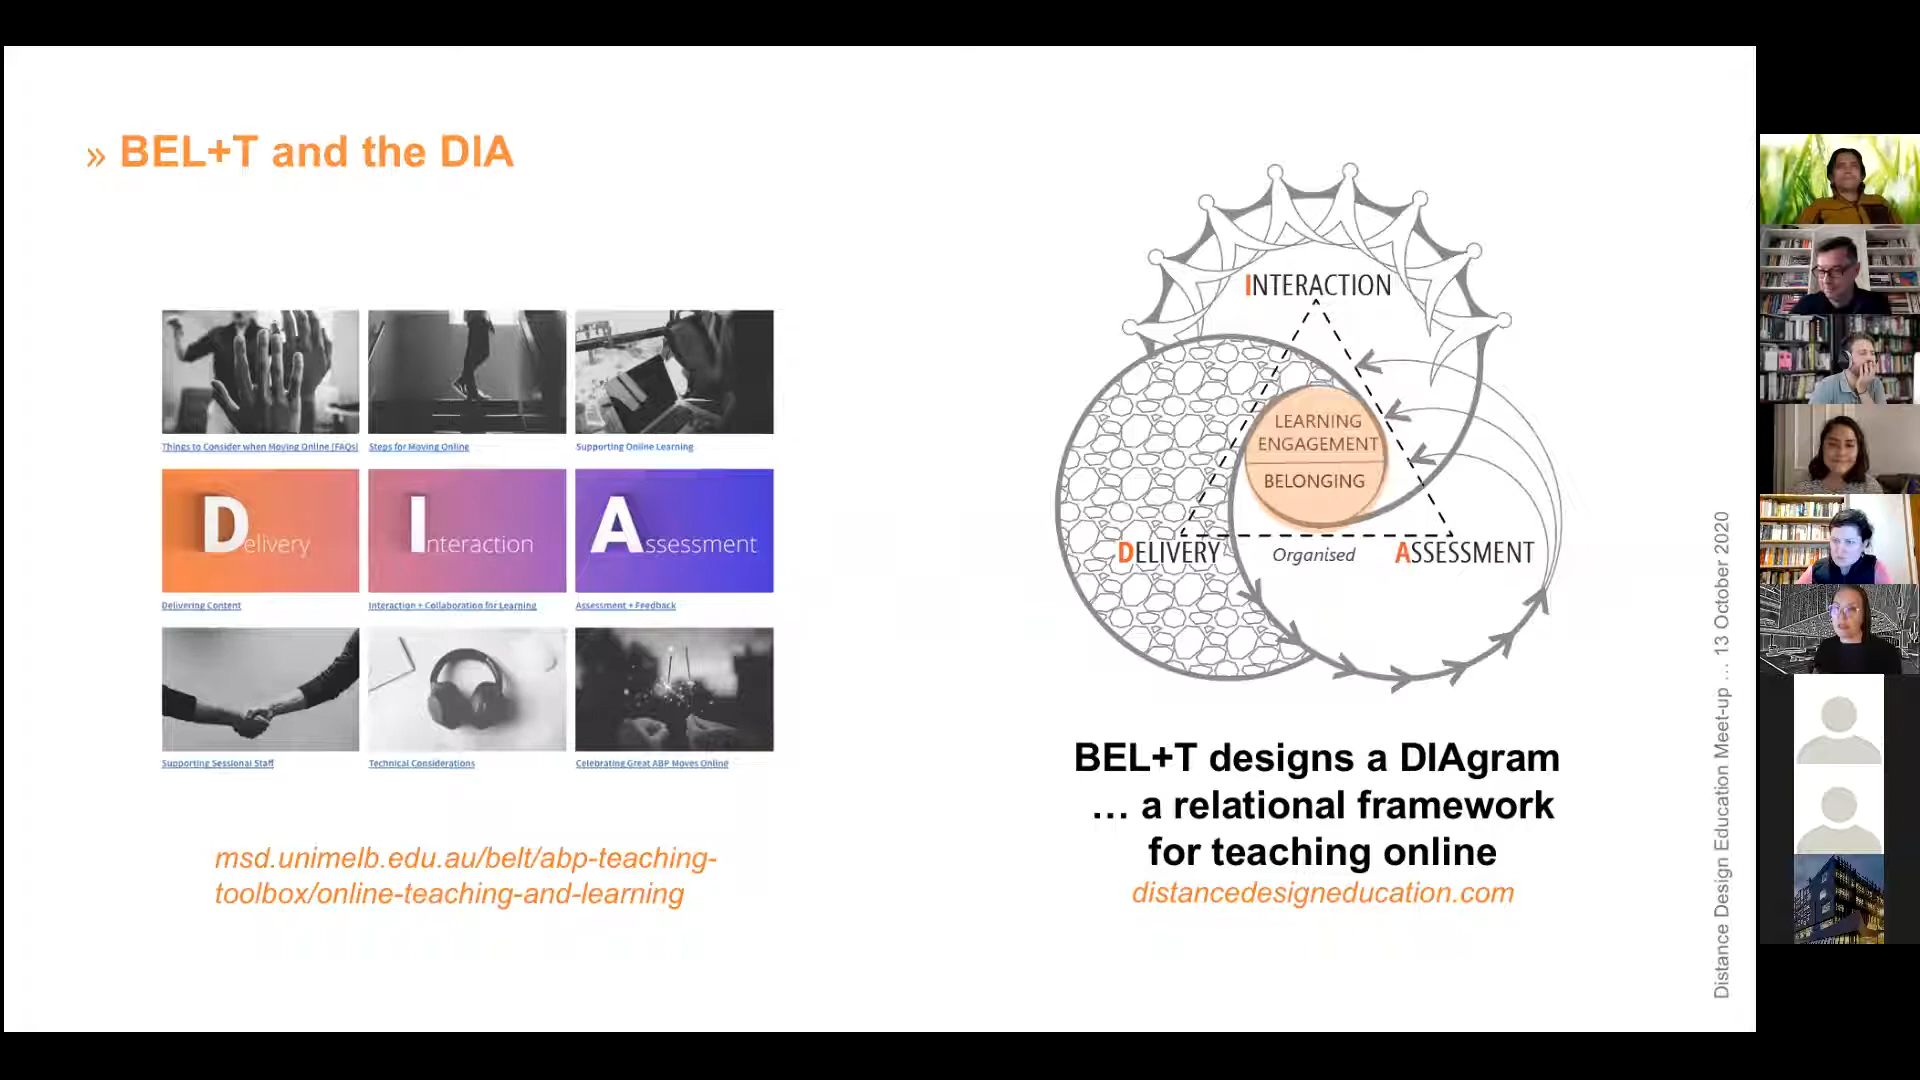 » BEL+T and the DIA
Things to Consider when Moving Online (FAQs)
Steps for Moving Online
Supporting Online Learning
Delivery
Interaction
Assessment
Delivering Content
Interaction + Collaboration for Learning
Assessment + Feedback
Supporting Sessional Staff
Technical Considerations
Celebrating Great ABP Moves Online
msd.unimelb.edu.au/belt/abp-teaching-
toolbox/online-teaching-and-learning
INTERACTION
LEARNING
ENGAGEMENT
BELONGING
DELIVERY
Organised
ASSESSMENT
BEL+T designs a DIAgram
… a relational framework
for teaching online
distancedesigneducation.com
Distance Design Education Meet-up … 13 October 2020